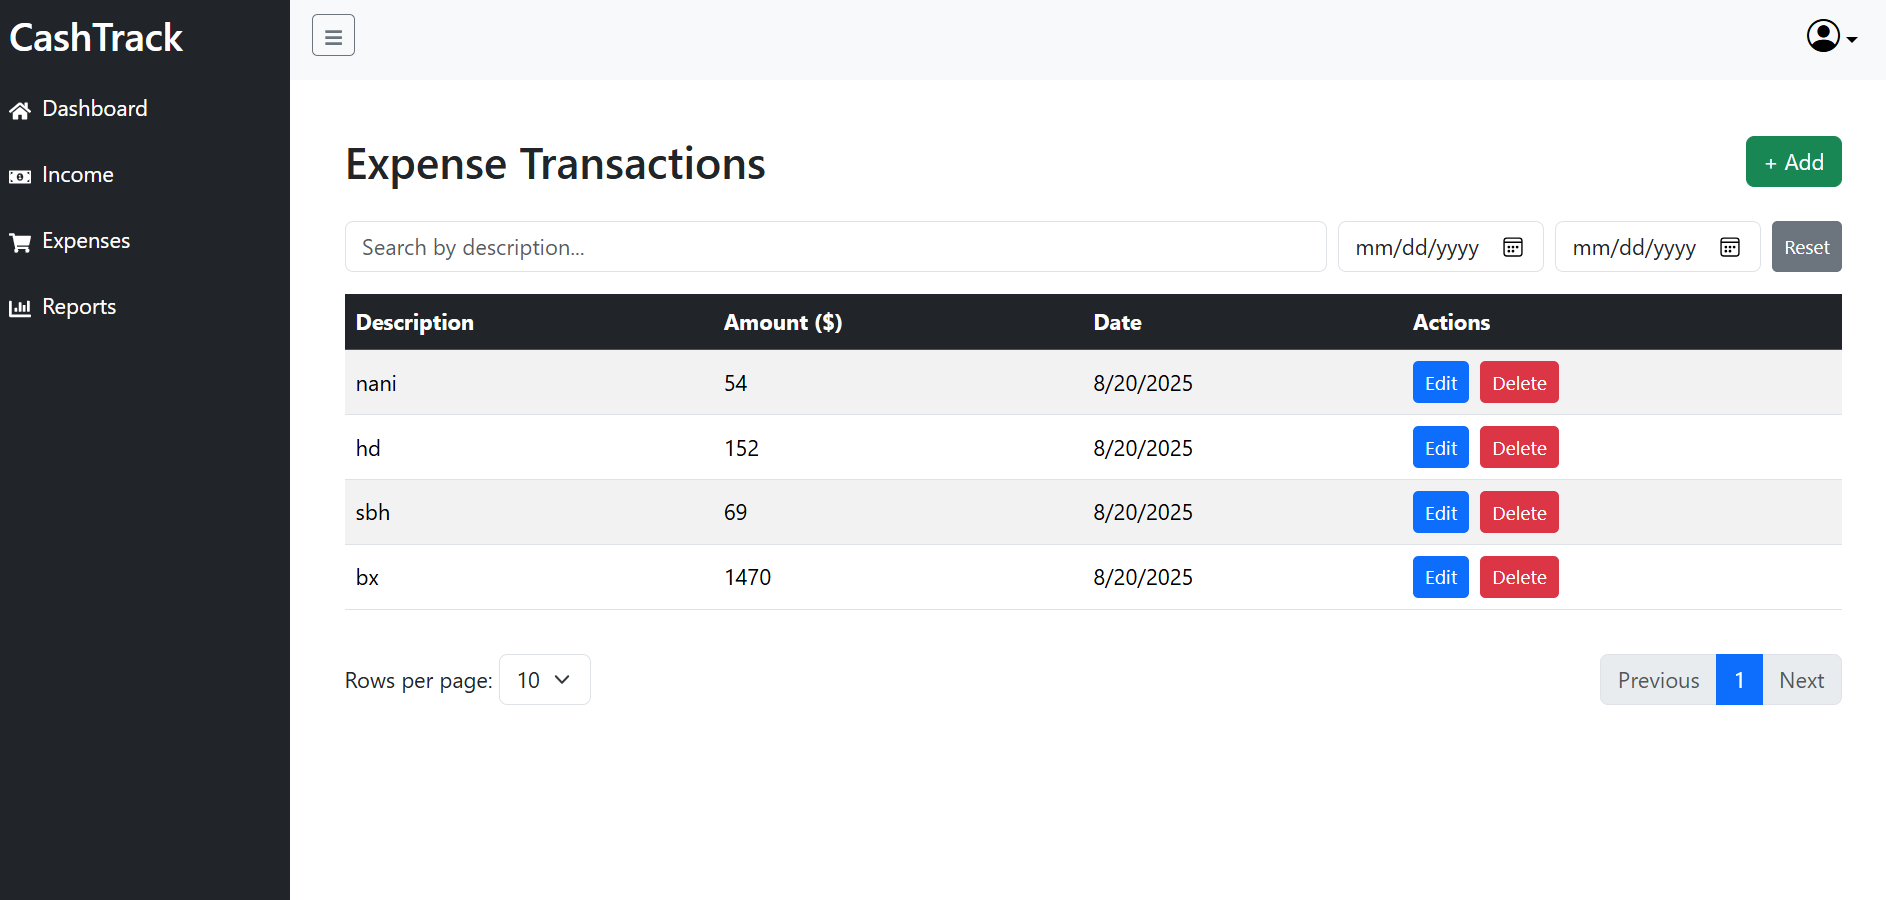 CashTrack
Dashboard
Income
Expenses
Reports
Expense Transactions
+ Add
Search by description...
mm/dd/yyyy
mm/dd/yyyy
Reset
Description Amount ($) Date Actions
nani 54 8/20/2025 Edit Delete
hd 152 8/20/2025 Edit Delete
sbh 69 8/20/2025 Edit Delete
bx 1470 8/20/2025 Edit Delete
Rows per page: 10
Previous 1 Next